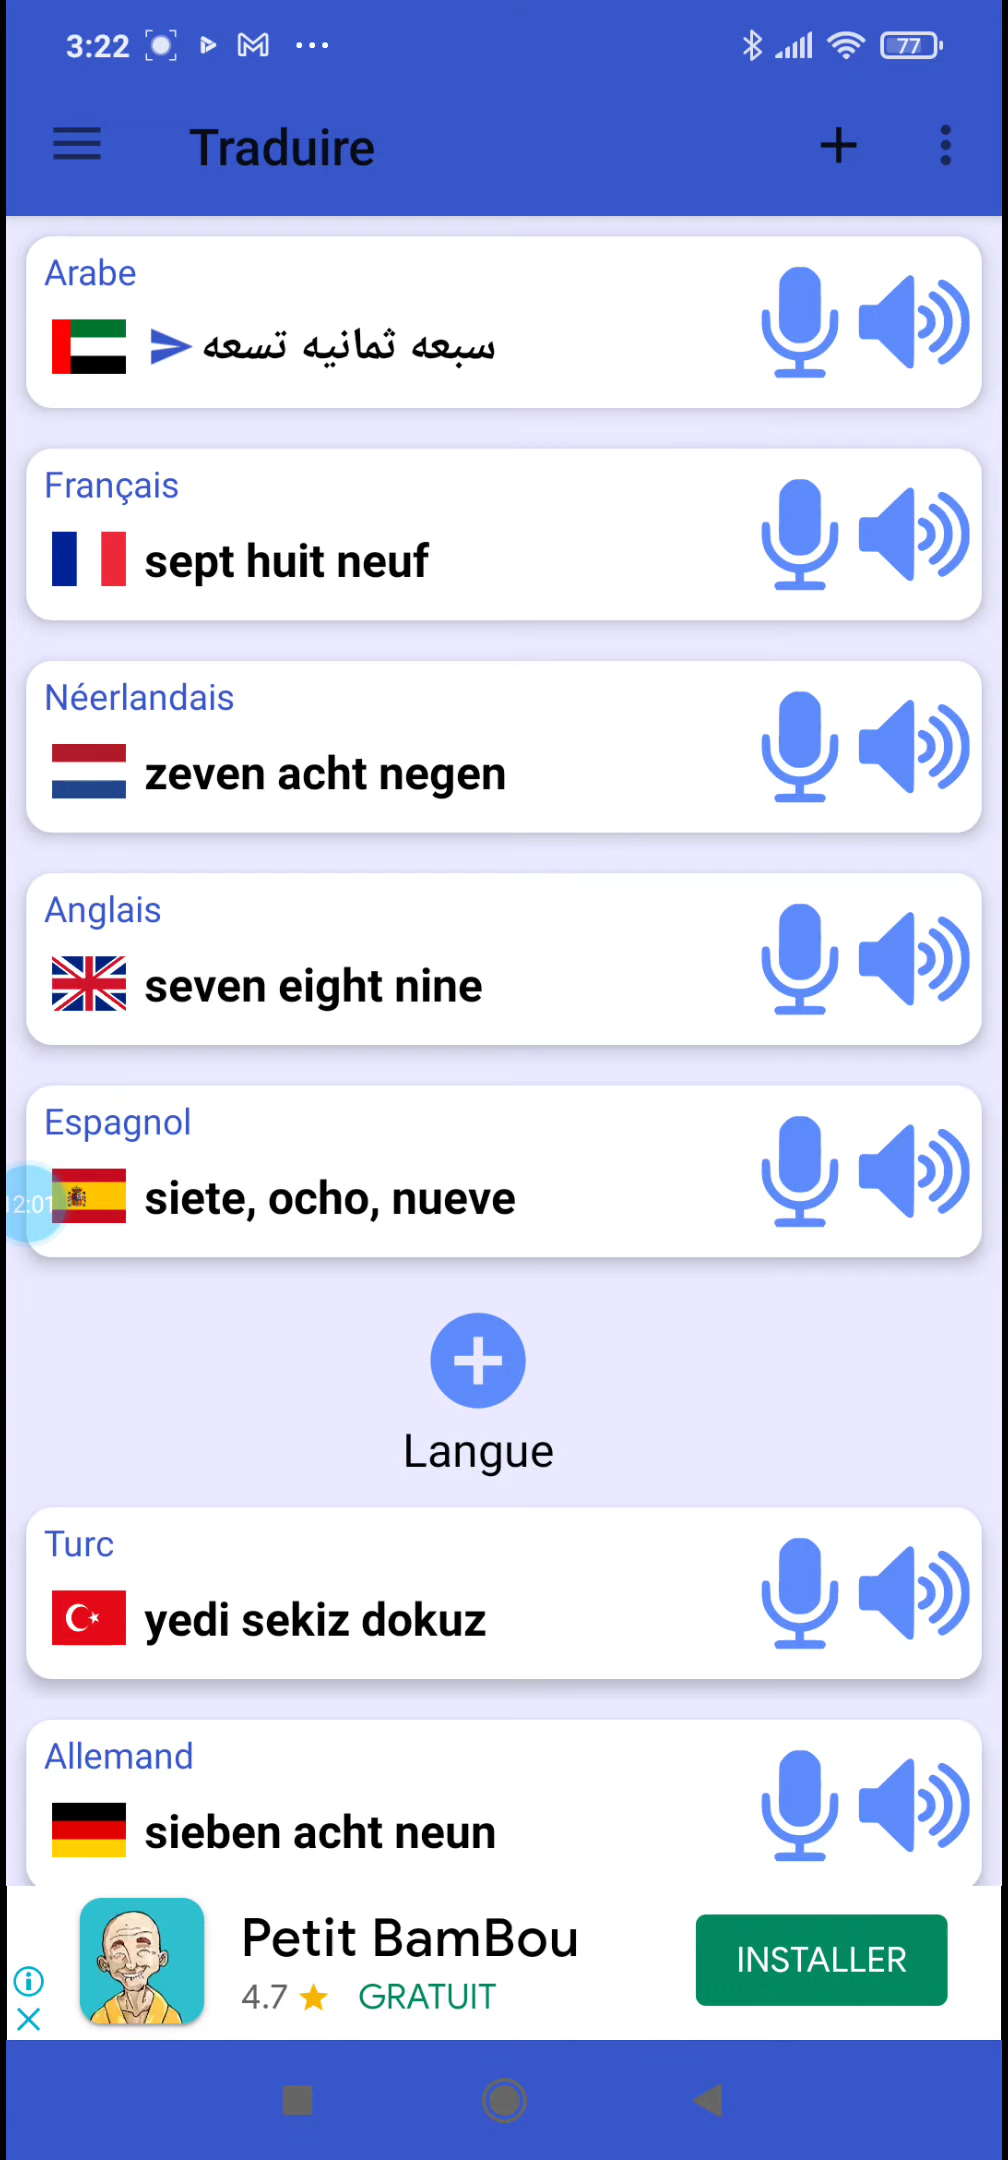 3:22
77
Traduire
Arabe
سبعه ثمانيه تسعه
Français
sept huit neuf
Néerlandais
zeven acht negen
Anglais
seven eight nine
Espagnol
12:01
siete, ocho, nueve
Langue
Turc
yedi sekiz dokuz
Allemand
sieben acht neun
Petit BamBou
4.7 GRATUIT
INSTALLER